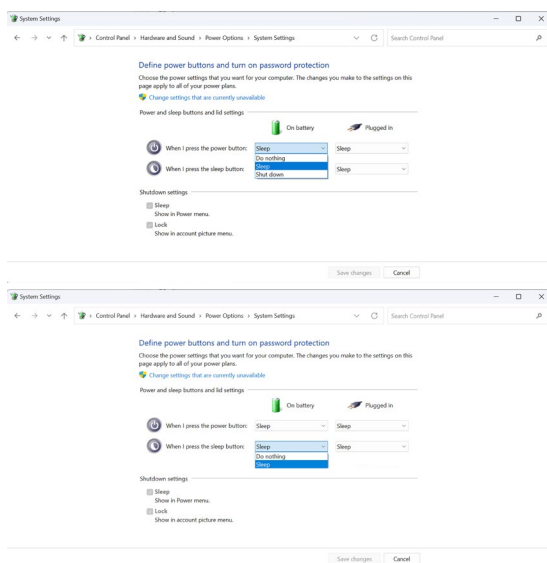 System Settings
Control Panel > Hardware and Sound > Power Options > System Settings
Search Control Panel
Define power buttons and turn on password protection
Choose the power settings that you want for your computer. The changes you make to the settings on this
page apply to all of your power plans.
Change settings that are currently unavailable
Power and sleep buttons and lid settings
On battery Plugged in
When I press the power button: Sleep Sleep
Do nothing
Sleep
When I press the sleep button: Sleep
Shut down
Shutdown settings
Sleep
Show in Power menu.
Lock
Show in account picture menu.
Save changes Cancel
System Settings
Control Panel > Hardware and Sound > Power Options > System Settings
Search Control Panel
Define power buttons and turn on password protection
Choose the power settings that you want for your computer. The changes you make to the settings on this
page apply to all of your power plans.
Change settings that are currently unavailable
Power and sleep buttons and lid settings
On battery Plugged in
When I press the power button: Sleep Sleep
When I press the sleep button: Sleep Sleep
Do nothing
Sleep
Shutdown settings
Sleep
Show in Power menu.
Lock
Show in account picture menu.
Save changes Cancel